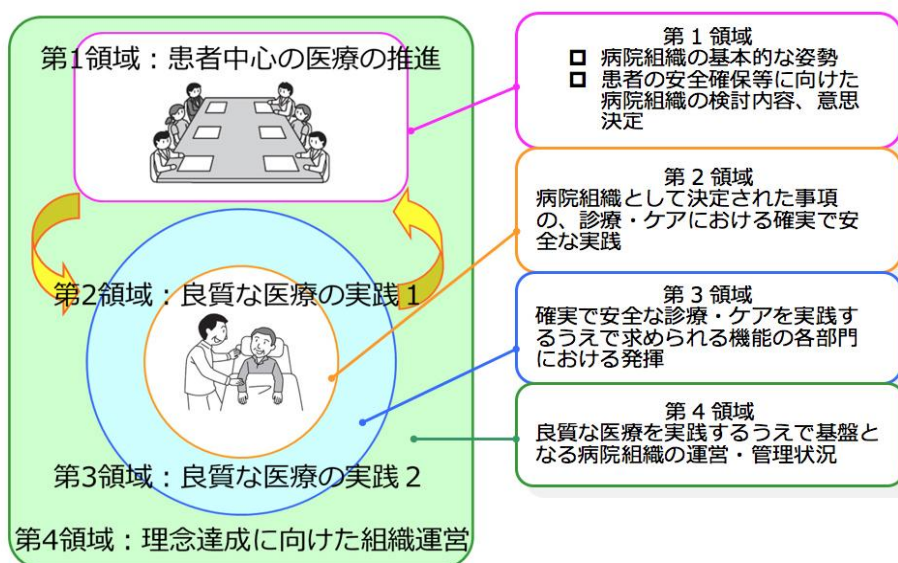 第1領域：患者中心の医療の推進
第2領域：良質な医療の実践１
第3領域：良質な医療の実践２
第4領域：理念達成に向けた組織運営
第１領域
病院組織の基本的な姿勢
患者の安全確保等に向けた
病院組織の検討内容、意思
決定
第２領域
病院組織として決定された事項
の、診療・ケアにおける確実で安
全な実践
第３領域
確実で安全な診療・ケアを実践す
るうえで求められる機能の各部門
における発揮
第４領域
良質な医療を実践するうえで基盤と
なる病院組織の運営・管理状況